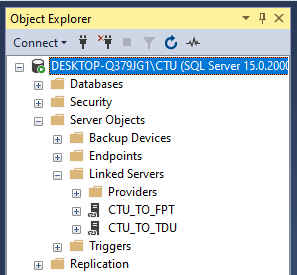 Object Explorer
Connect
DESKTOP-Q379JG1\CTU (SQL Server 15.0.2000
Databases
Security
Server Objects
Backup Devices
Endpoints
Linked Servers
Providers
CTU_TO_FPT
CTU_TO_TDU
Triggers
Replication